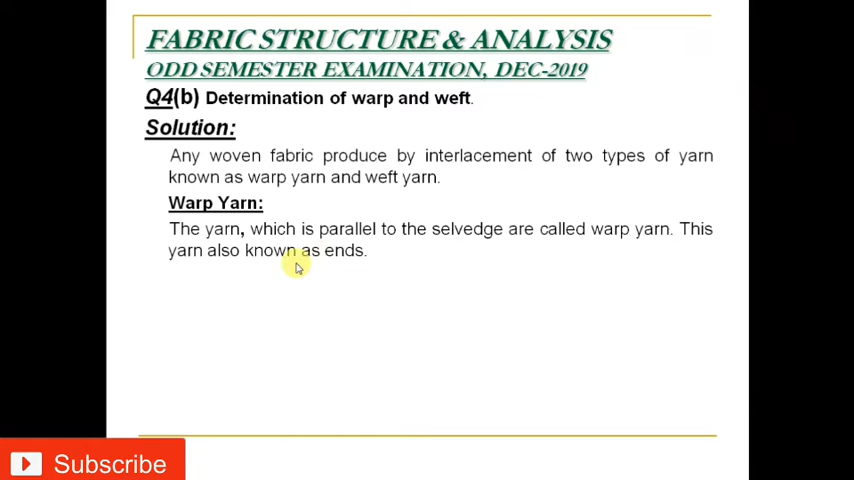 FABRIC STRUCTURE & ANALYSIS
ODD SEMESTER EXAMINATION, DEC-2019
Q4(b) Determination of warp and weft.
Solution:
Any woven fabric produce by interlacement of two types of yarn
known as warp yarn and weft yarn.
Warp Yarn:
The yarn, which is parallel to the selvedge are called warp yarn. This
yarn also known as ends.
Subscribe